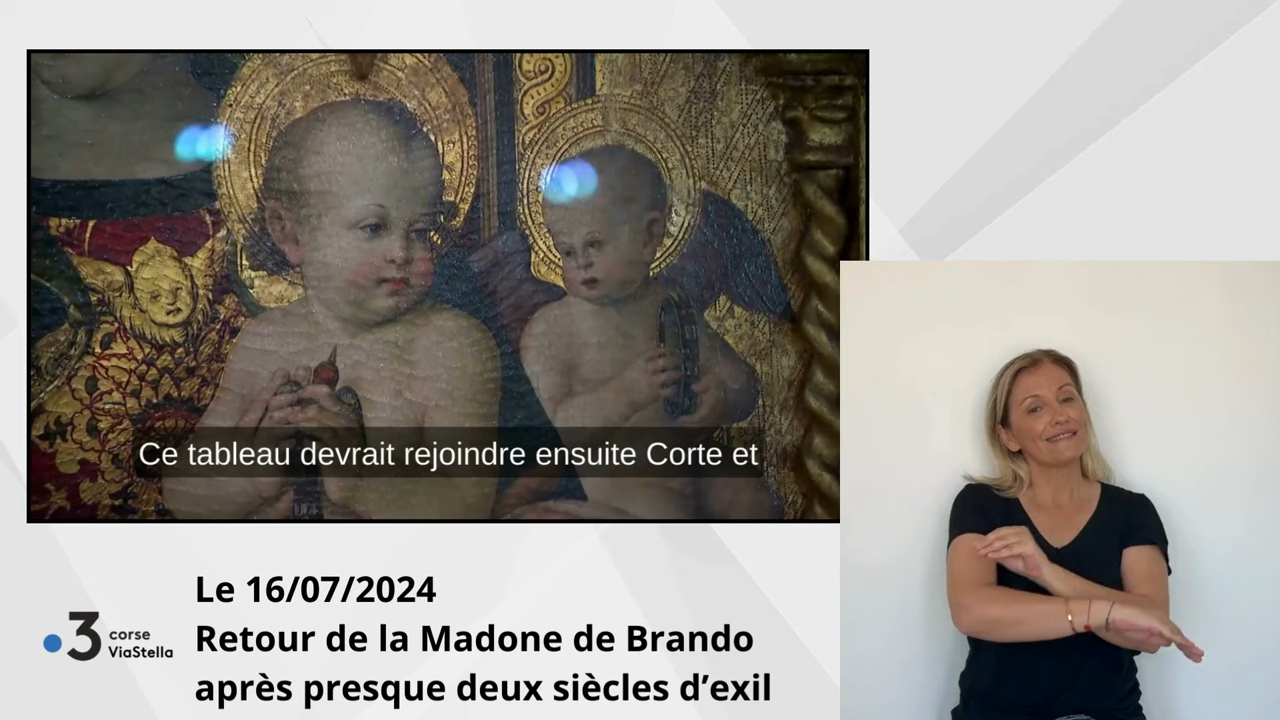 Ce tableau devrait rejoindre ensuite Corte et
Le 16/07/2024
Retour de la Madone de Brando
après presque deux siècles d’exil
3 corse
ViaStella